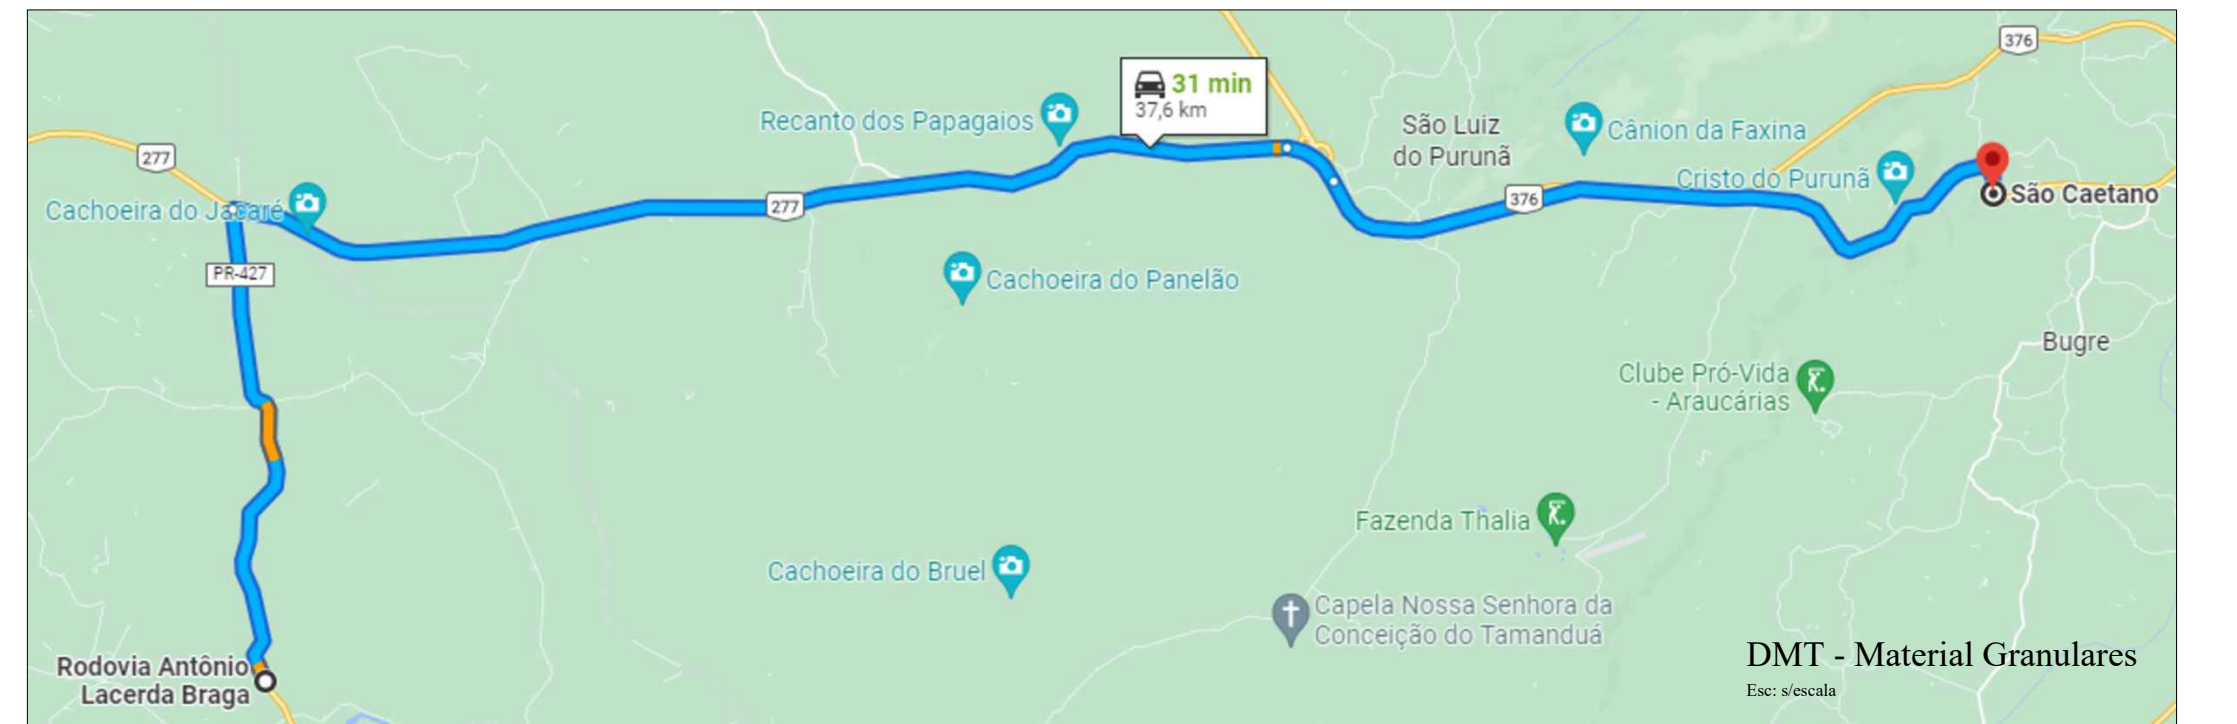 376
31 min
37,6 km
Recanto dos Papagaios
São Luiz
do Purunã
Cânion da Faxina
277
Cristo do Purunã
São Caetano
Cachoeira do Jacaré
277
376
PR-427
Cachoeira do Panelão
Bugre
Clube Pró-Vida
- Araucárias
Fazenda Thalia
Cachoeira do Bruel
Capela Nossa Senhora da
Conceição do Tamanduá
Rodovia Antônio
Lacerda Braga
DMT - Material Granulares
Esc: s/escala